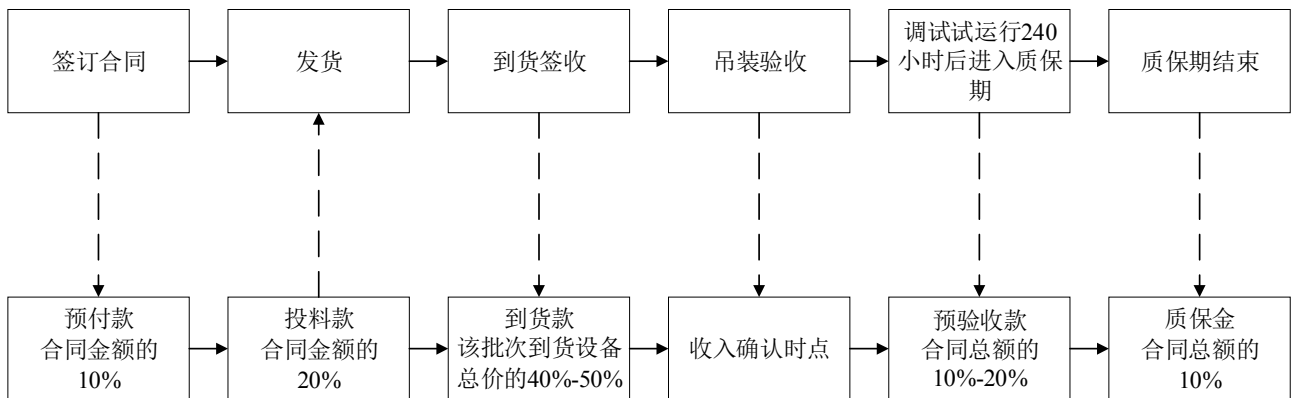 签订合同
发货
到货签收
吊装验收
调试试运行240
小时后进入质保
期
质保期结束
预付款
合同金额的
10%
投料款
合同金额的
20%
到货款
该批次到货设备
总价的40%-50%
收入确认时点
预验收款
合同总额的
10%-20%
质保金
合同总额的
10%